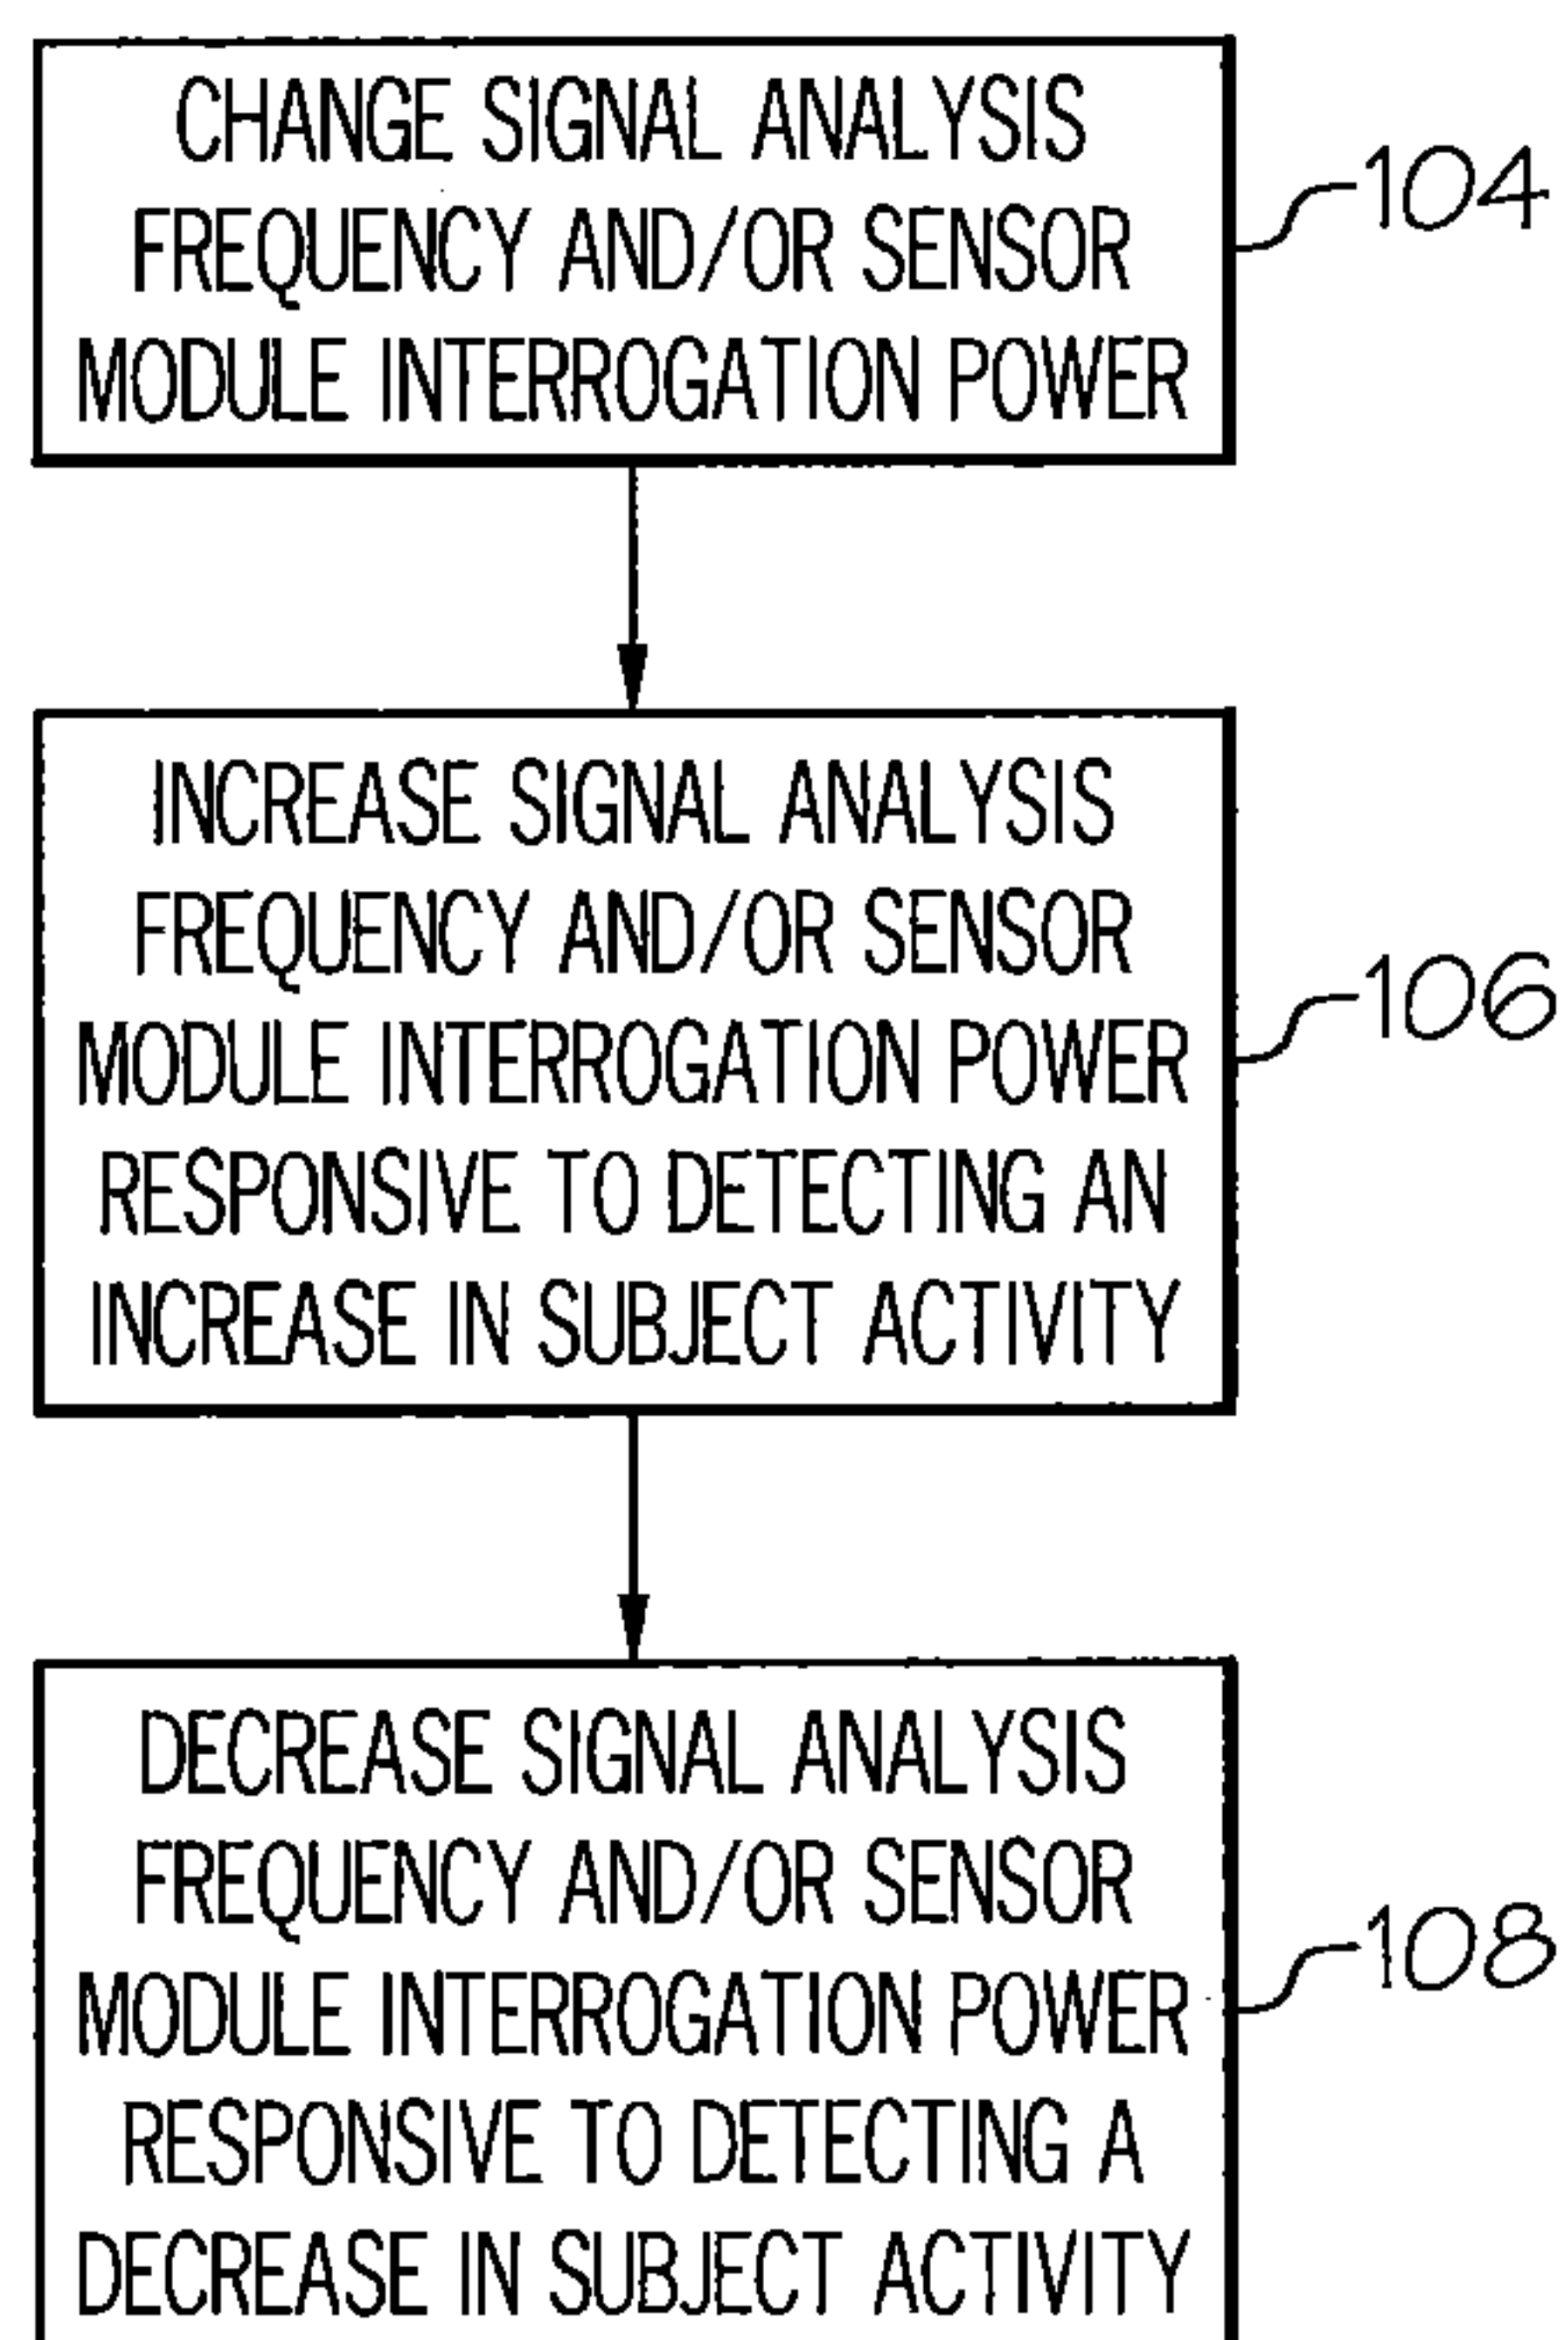 CHANGE SIGNAL ANALYSIS
FREQUENCY AND/OR SENSOR
MODULE INTERROGATION POWER
104
INCREASE SIGNAL ANALYSIS
FREQUENCY AND/OR SENSOR
MODULE INTERROGATION POWER
RESPONSIVE TO DETECTING AN
INCREASE IN SUBJECT ACTIVITY
106
DECREASE SIGNAL ANALYSIS
FREQUENCY AND/OR SENSOR
MODULE INTERROGATION POWER
RESPONSIVE TO DETECTING A
DECREASE IN SUBJECT ACTIVITY
108